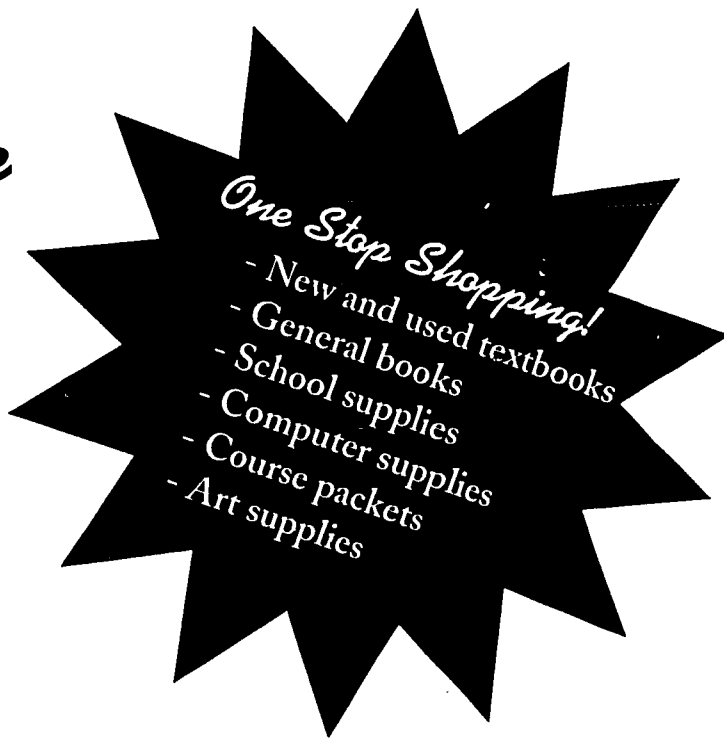 One Stop Shopping!
- New and used textbooks
- General books
- School supplies
- Computer supplies
- Course packets
- Art supplies